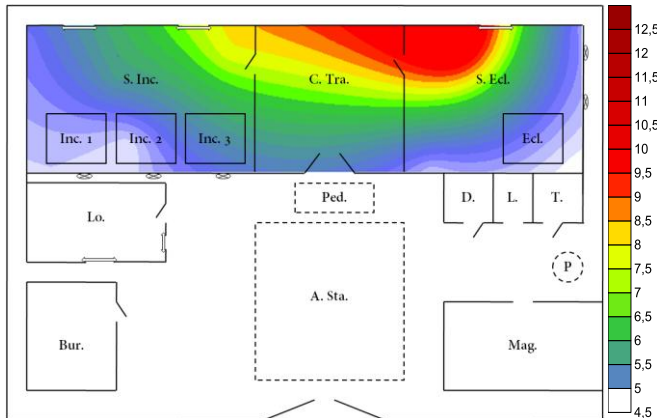 S. Inc.
C. Tra.
S. Ecl.
Inc. 1
Inc. 2
Inc. 3
Ecl.
Lo.
Ped.
D.
L.
T.
P
A. Sta.
Bur.
Mag.
12,5
12
11,5
11
10,5
10
9,5
9
8,5
8
7,5
7
6,5
6
5,5
5
4,5